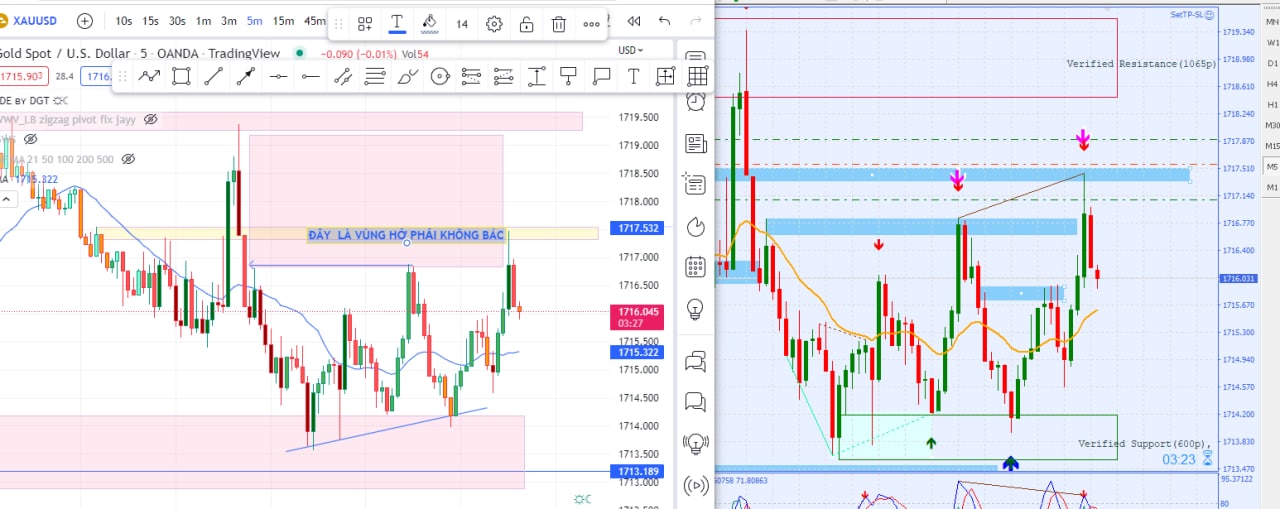 XAUUSD 10s 15s 30s 1m 3m 5m 15m 45m
14
SetTP-SL
Gold Spot / U.S. Dollar · 5 · OANDA · TradingView −0.090 (−0.01%) Vol54
USD
1715.903 28.4 1716.
DE BY DGT
VWV_LB zigzag pivot fix jayy
MA 21 50 100 200 500
1715.322
ĐÂY LÀ VÙNG HỞ PHẢI KHÔNG BÁC
1719.500
1719.000
1718.500
1718.000
1717.532
1717.000
1716.500
1716.045
03:27
1715.500
1715.322
1715.000
1714.500
1714.000
1713.500
1713.189
1713.000
Verified Resistance(1065p)
Verified Support(600p),
03:23
1719.340
1718.980
1718.610
1718.240
1717.870
1717.510
1717.140
1716.770
1716.400
1716.031
1715.670
1715.300
1714.940
1714.570
1714.200
1713.830
1713.470
50758 71.80863
95.37122
80
MN
W1
D1
H4
H1
M30
M15
M5
M1